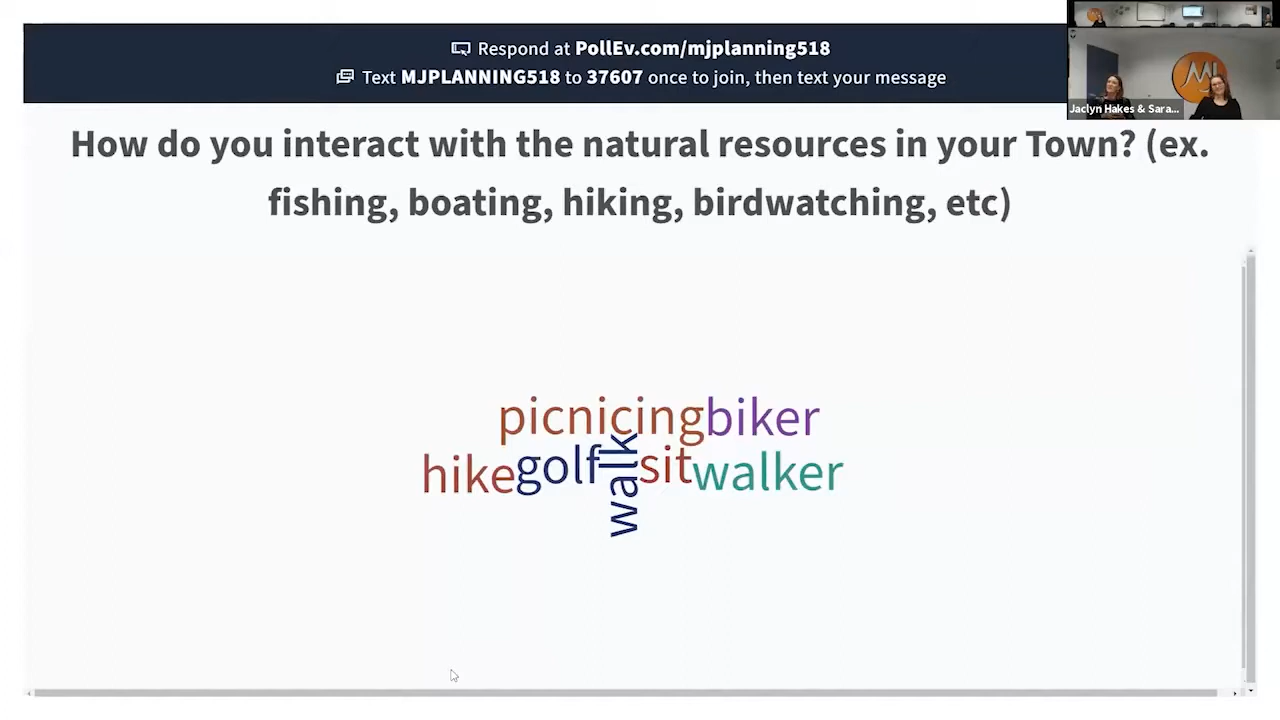 Respond at PollEv.com/mjplanning518
Text MJPLANNING518 to 37607 once to join, then text your message
Jaclyn Hakes & Sara...
MJ
How do you interact with the natural resources in your Town? (ex.
fishing, boating, hiking, birdwatching, etc)
picnicing biker
hike golf walk sit walker